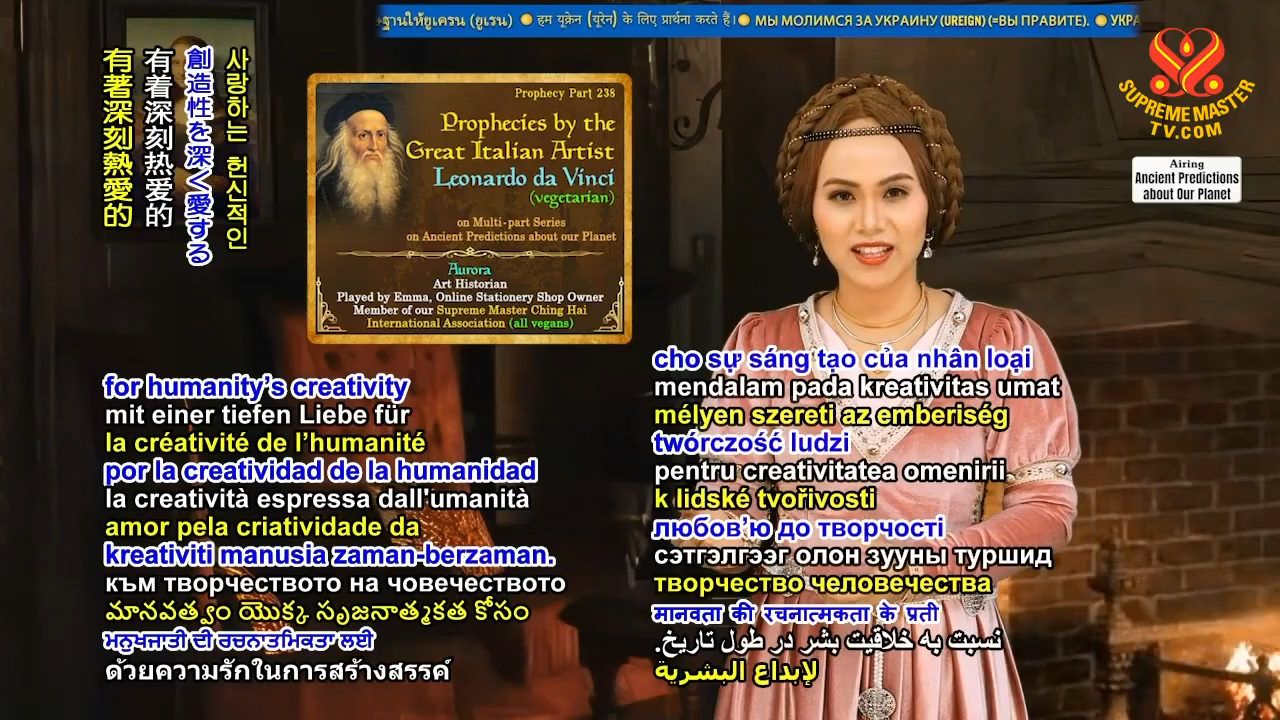 ฐานให้ยูเครน (ยูเรน) हम यूक्रेन (यूरेन) के लिए प्रार्थना करते हैं। МЫ МОЛИМСЯ ЗА УКРАИНУ (UREIGN) (=ВЫ ПРАВИТЕ). УКРА
SUPREME MASTER
TV.COM
Airing
Ancient Predictions
about Our Planet
有著深刻熱愛的
有着深刻热爱的
創造性を深く愛する
사랑하는 헌신적인
Prophecy Part 238
Prophecies by the
Great Italian Artist
Leonardo da Vinci
(vegetarian)
on Multi-part Series
on Ancient Predictions about our Planet
Aurora
Art Historian
Played by Emma, Online Stationery Shop Owner
Member of our Supreme Master Ching Hai
International Association (all vegans)
for humanity's creativity
mit einer tiefen Liebe für
la créativité de l'humanité
por la creatividad de la humanidad
la creatività espressa dall'umanità
amor pela criatividade da
kreativiti manusia zaman-berzaman.
към творчеството на човечеството
మానవత్వం యొక్క సృజనాత్మకత కోసం
ਮਨੁਖਜਾਤੀ ਦੀ ਰਚਨਾਤਮਿਕਤਾ ਲਈ
ด้วยความรักในการสร้างสรรค์
cho sự sáng tạo của nhân loại
mendalam pada kreativitas umat
mélyen szereti az emberiség
twórczość ludzi
pentru creativitatea omenirii
k lidské tvořivosti
любов'ю до творчості
сэтгэлгээг олон зууны туршид
творчество человечества
मानवता की रचनात्मकता के प्रती
نسبت به خلاقیت بشر در طول تاریخ.
لإبداع البشرية